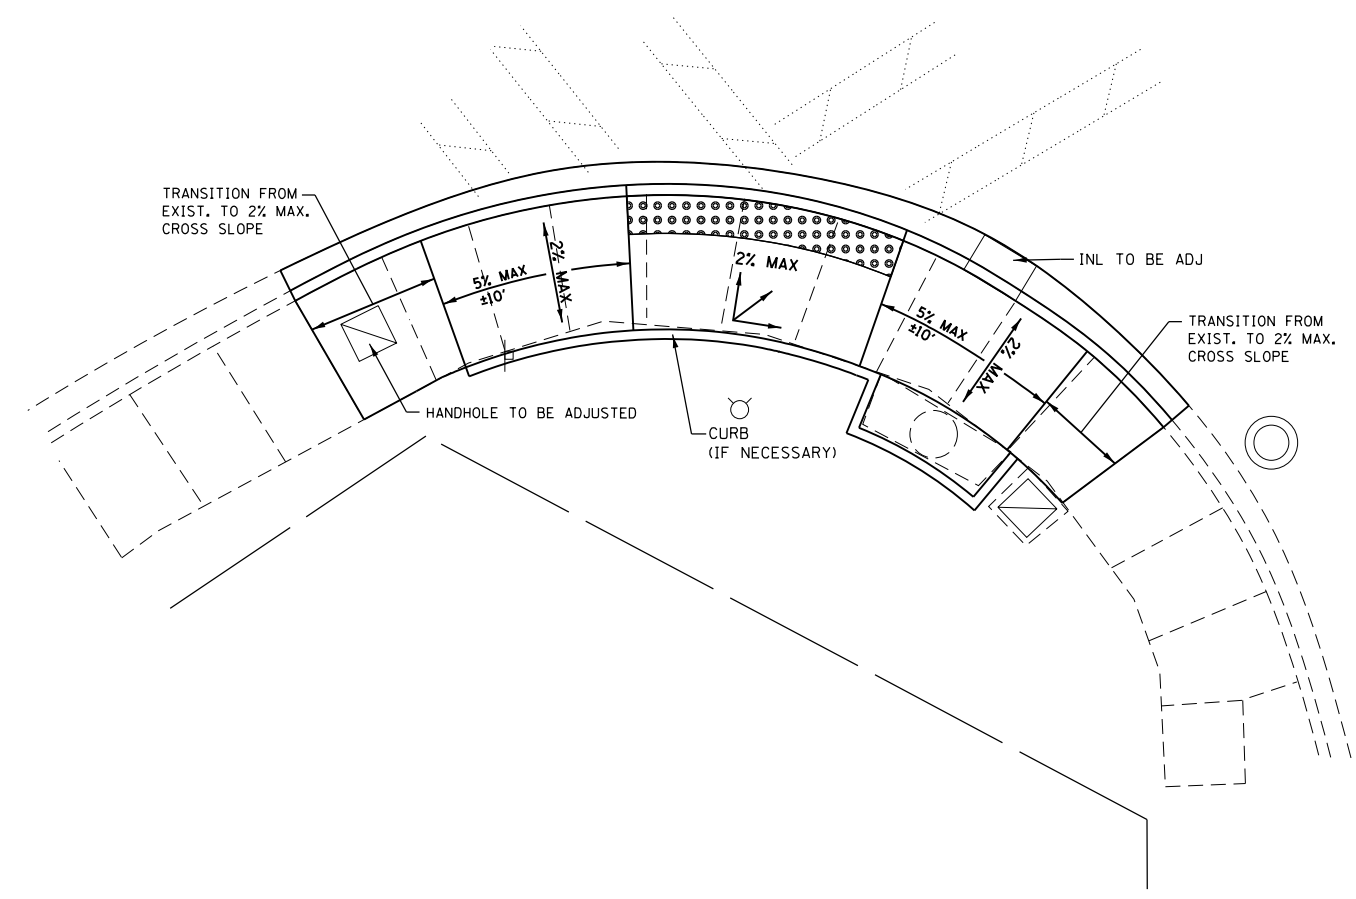 TRANSITION FROM
EXIST. TO 2% MAX.
CROSS SLOPE
5% MAX
±10'
2% MAX
2% MAX
INL TO BE ADJ
5% MAX
±10'
2% MAX
TRANSITION FROM
EXIST. TO 2% MAX.
CROSS SLOPE
HANDHOLE TO BE ADJUSTED
CURB
(IF NECESSARY)